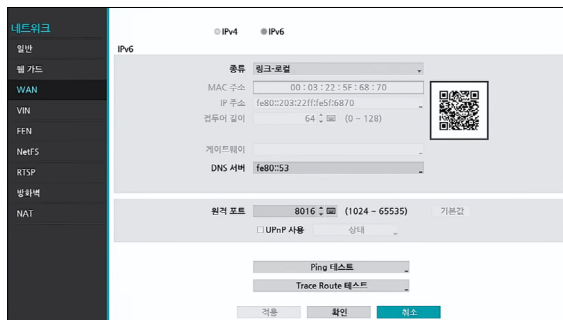 네트워크
일반
웹 가드
WAN
VIN
FEN
NetFS
RTSP
방화벽
NAT
IPv4 IPv6
IPv6
종류 링크-로컬
MAC 주소 00 : 03 : 22 : 5F : 68 : 70
IP 주소 fe80::203:22ff:fe5f:6870
접두어 길이 64 (0 ~ 128)
게이트웨이
DNS 서버 fe80::53
원격 포트 8016 (1024 ~ 65535) 기본값
UPnP 사용 상태
Ping 테스트
Trace Route 테스트
적용 확인 취소